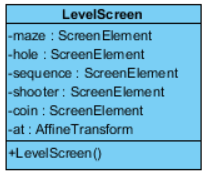 LevelScreen
-maze : ScreenElement
-hole : ScreenElement
-sequence : ScreenElement
-shooter : ScreenElement
-coin : ScreenElement
-at : AffineTransform
+LevelScreen()